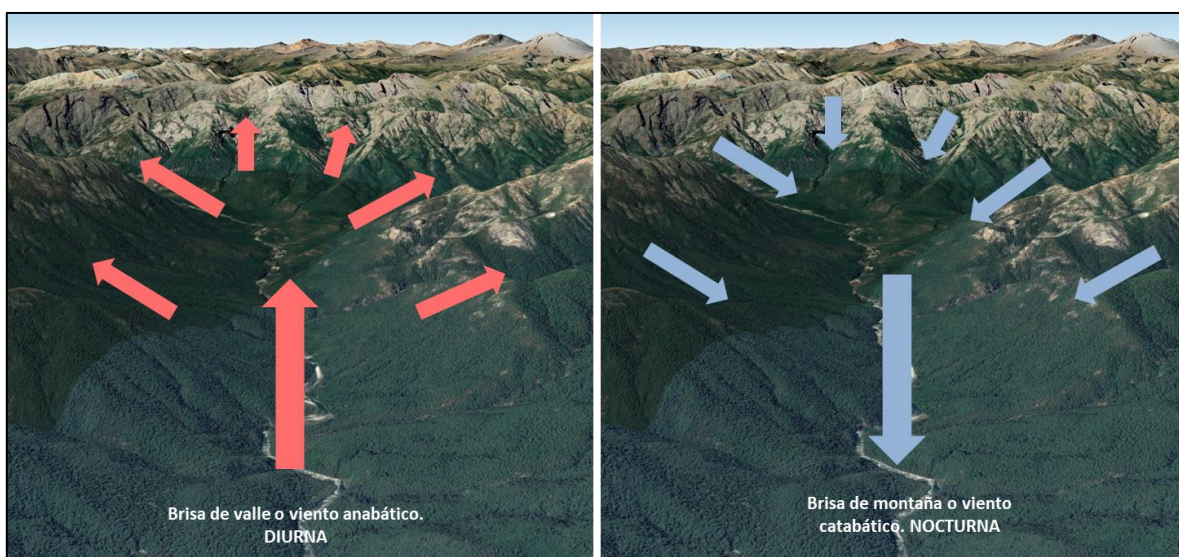 Brisa de valle o viento anabático.
DIURNA
Brisa de montaña o viento
catabático. NOCTURNA